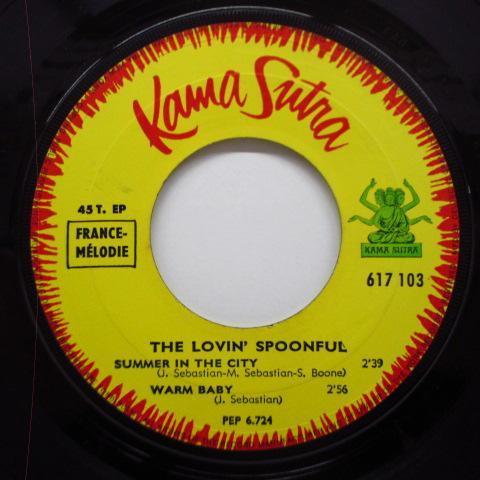 Kama Sutra
45 T. EP
FRANCE-
MÉLODIE
KAMA SUTRA
617 103
THE LOVIN' SPOONFUL
SUMMER IN THE CITY 2'39
(J. Sebastian-M. Sebastian-S. Boone)
WARM BABY 2'56
(J. Sebastian)
PEP 6.724